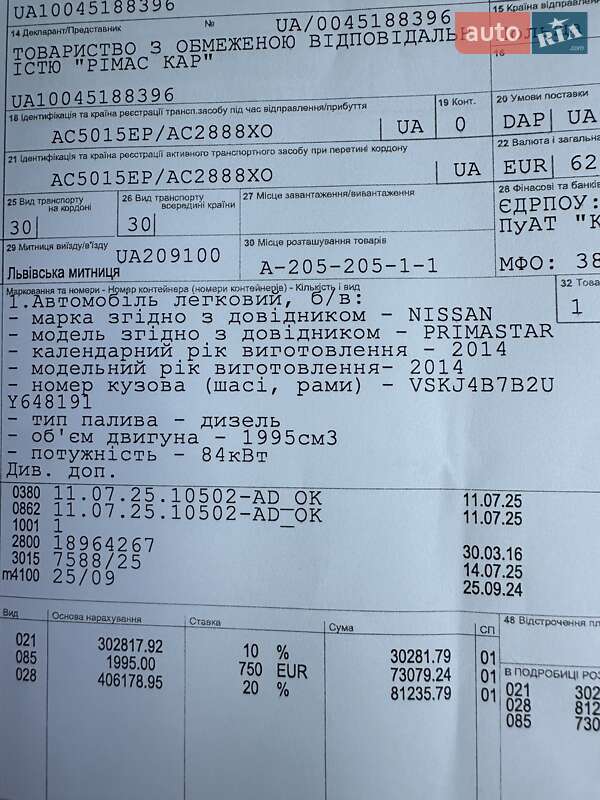 UA10045188396
14 Декларант/Представник № UA/0045188396
15 Країна відправлення
auto RIA .com
ТОВАРИСТВО З ОБМЕЖЕНОЮ ВІДПОВІДАЛЬН
ІСТЮ "РІМАС КАР"
16
UA10045188396
18 Ідентифікація та країна реєстрації трансп.засобу під час відправлення/прибуття
19 Конт.
20 Умови поставки
AC5015EP/AC2888XO UA 0 DAP UA
21 Ідентифікація та країна реєстрації активного транспортного засобу при перетині кордону
22 Валюта і загальна
AC5015EP/AC2888XO UA EUR 62
25 Вид транспорту на кордоні
26 Вид транспорту всередині країни
27 Місце завантаження/вивантаження
28 Фінансові та банків
30 30
ЄДРПОУ:
ПуАТ "К
29 Митниця виїзду/в'їзду UA209100
30 Місце розташування товарів
Львівська митниця
А-205-205-1-1
МФО: 38
Марковання та номери - Номер контейнера (номери контейнерів) - Кількість і вид
32 Това
1.Автомобіль легковий, б/в:
1
- марка згідно з довідником - NISSAN
- модель згідно з довідником - PRIMASTAR
- календарний рік виготовлення - 2014
- модельний рік виготовлення- 2014
- номер кузова (шасі, рами) - VSKJ4B7B2U
Y648191
- тип палива - дизель
- об'єм двигуна - 1995см3
- потужність - 84кВт
Див. доп.
0380 11.07.25.10502-AD_OK 11.07.25
0862 11.07.25.10502-AD_OK 11.07.25
1001 1
2800 18964267 30.03.16
3015 7588/25 14.07.25
m4100 25/09 25.09.24
Вид Основа нарахування Ставка Сума СП
48 Відстрочення пл
021 302817.92 10 % 30281.79 01
085 1995.00 750 EUR 73079.24 01
028 406178.95 20 % 81235.79 01
В ПОДРОБИЦІ РОЗ
021 302
028 812
085 730